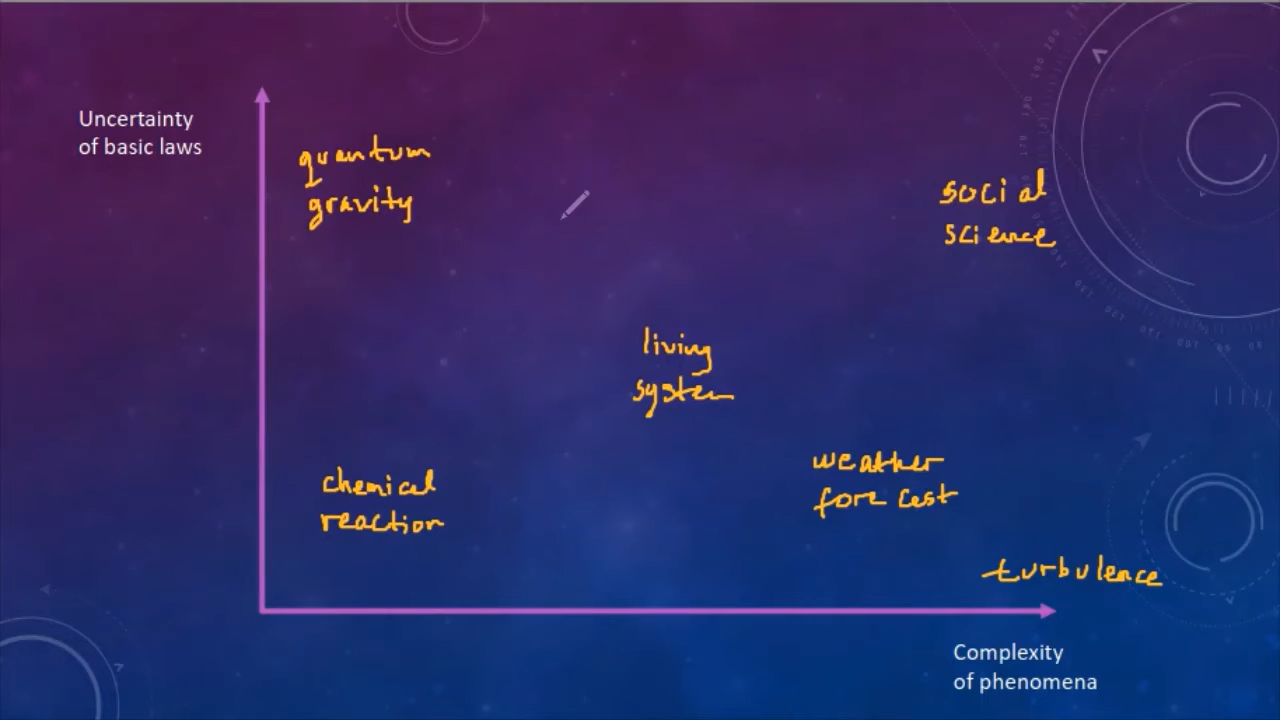 Uncertainty
of basic laws
quantum
gravity
social
science
living
system
chemical
reaction
weather
forecast
turbulence
Complexity
of phenomena